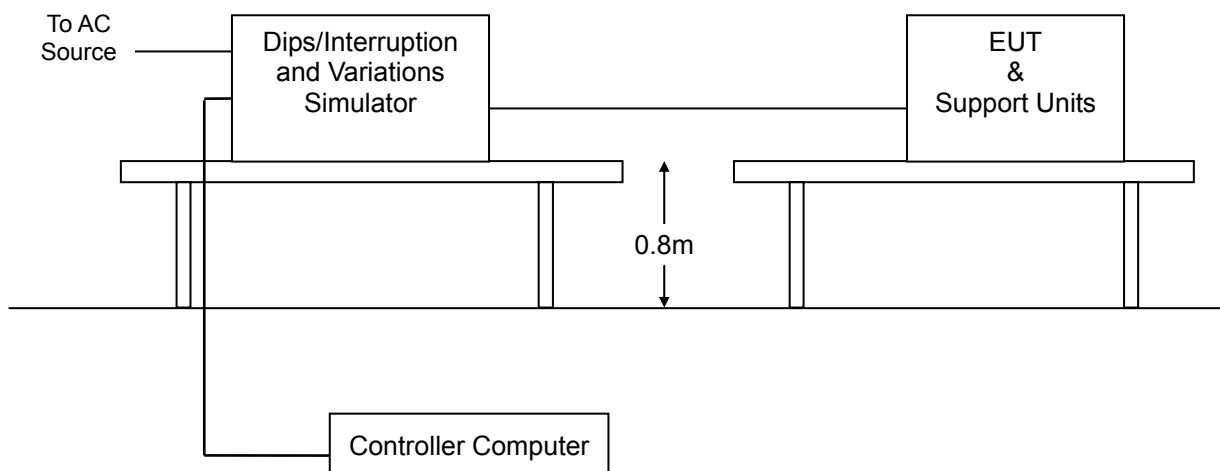 To AC
Source
Dips/Interruption
and Variations
Simulator
EUT
&
Support Units
0.8m
Controller Computer